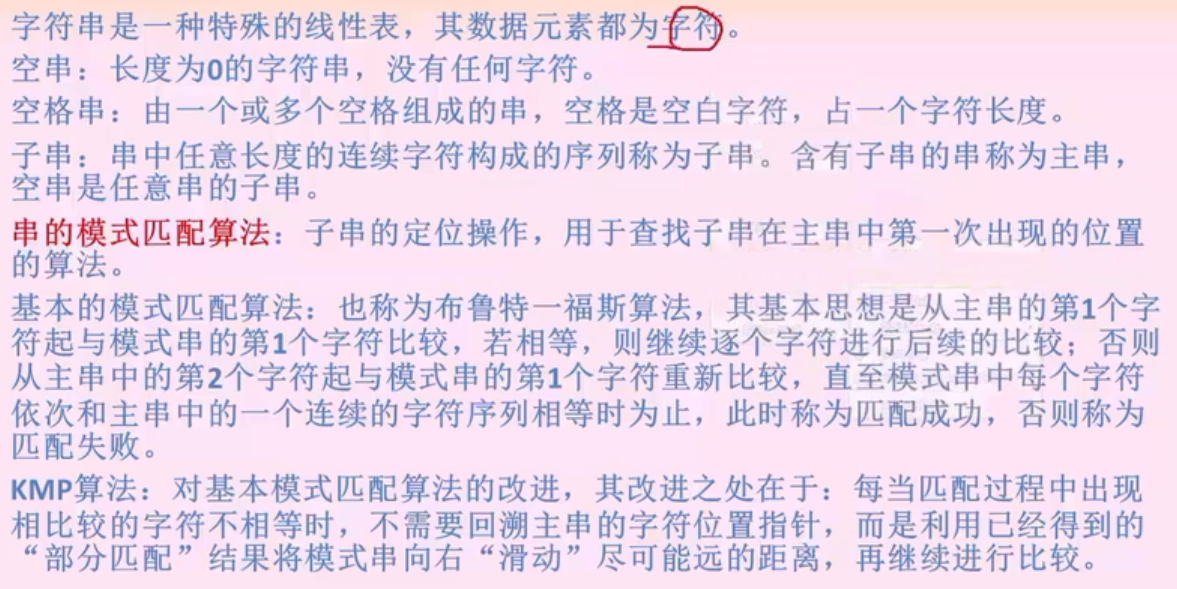 字符串是一种特殊的线性表，其数据元素都为字符。
空串：长度为0的字符串，没有任何字符。
空格串：由一个或多个空格组成的串，空格是空白字符，占一个字符长度。
子串：串中任意长度的连续字符构成的序列称为子串。含有子串的串称为主串，
空串是任意串的子串。
串的模式匹配算法：子串的定位操作，用于查找子串在主串中第一次出现的位置
的算法。
基本的模式匹配算法：也称为布鲁特一福斯算法，其基本思想是从主串的第1个字
符起与模式串的第1个字符比较，若相等，则继续逐个字符进行后续的比较；否则
从主串中的第2个字符起与模式串的第1个字符重新比较，直至模式串中每个字符
依次和主串中的一个连续的字符序列相等时为止，此时称为匹配成功，否则称为
匹配失败。
KMP算法：对基本模式匹配算法的改进，其改进之处在于：每当匹配过程中出现
相比较的字符不相等时，不需要回溯主串的字符位置指针，而是利用已经得到的
“部分匹配”结果将模式串向右“滑动”尽可能远的距离，再继续进行比较。